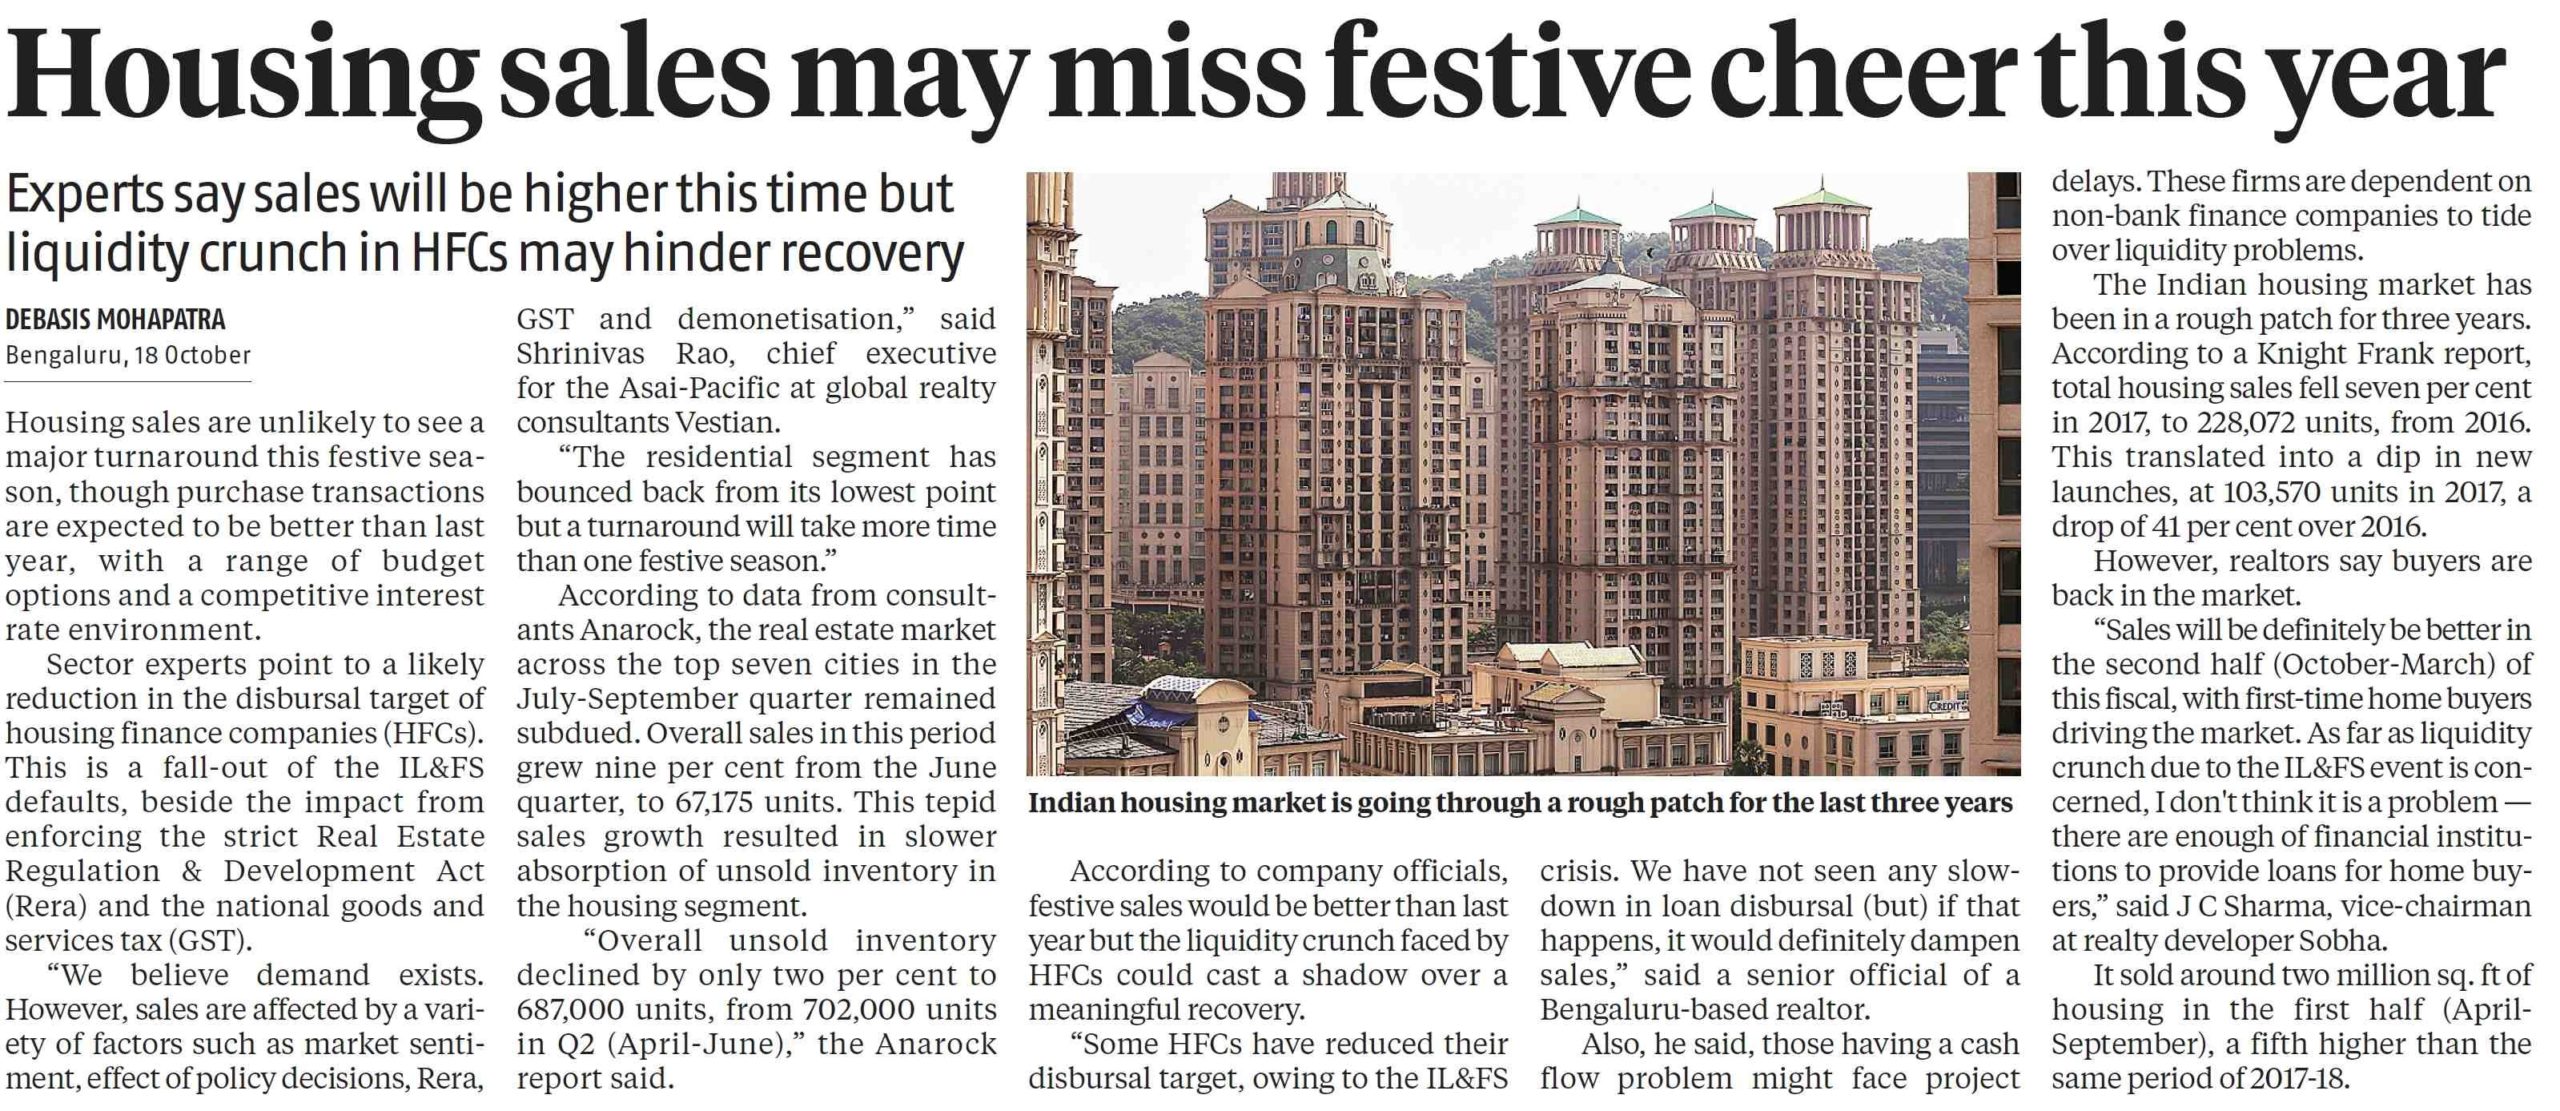 Housing sales may miss festive cheer this year
Experts say sales will be higher this time but
liquidity crunch in HFCs may hinder recovery
DEBASIS MOHAPATRA
Bengaluru, 18 October
Housing sales are unlikely to see a
major turnaround this festive sea-
son, though purchase transactions
are expected to be better than last
year, with a range of budget
options and a competitive interest
rate environment.
Sector experts point to a likely
reduction in the disbursal target of
housing finance companies (HFCs).
This is a fall-out of the IL&FS
defaults, beside the impact from
enforcing the strict Real Estate
Regulation & Development Act
(Rera) and the national goods and
services tax (GST).
“We believe demand exists.
However, sales are affected by a vari-
ety of factors such as market senti-
ment, effect of policy decisions, Rera,
GST and demonetisation,” said
Shrinivas Rao, chief executive
for the Asai-Pacific at global realty
consultants Vestian.
“The residential segment has
bounced back from its lowest point
but a turnaround will take more time
than one festive season.”
According to data from consult-
ants Anarock, the real estate market
across the top seven cities in the
July-September quarter remained
subdued. Overall sales in this period
grew nine per cent from the June
quarter, to 67,175 units. This tepid
sales growth resulted in slower
absorption of unsold inventory in
the housing segment.
“Overall unsold inventory
declined by only two per cent to
687,000 units, from 702,000 units
in Q2 (April-June),” the Anarock
report said.
CREDIT
Indian housing market is going through a rough patch for the last three years
According to company officials,
festive sales would be better than last
year but the liquidity crunch faced by
HFCs could cast a shadow over a
meaningful recovery.
“Some HFCs have reduced their
disbursal target, owing to the IL&FS
crisis. We have not seen any slow-
down in loan disbursal (but) if that
happens, it would definitely dampen
sales,” said a senior official of a
Bengaluru-based realtor.
Also, he said, those having a cash
flow problem might face project
delays. These firms are dependent on
non-bank finance companies to tide
over liquidity problems.
The Indian housing market has
been in a rough patch for three years.
According to a Knight Frank report,
total housing sales fell seven per cent
in 2017, to 228,072 units, from 2016.
This translated into a dip in new
launches, at 103,570 units in 2017, a
drop of 41 per cent over 2016.
However, realtors say buyers are
back in the market.
“Sales will be definitely be better in
the second half (October-March) of
this fiscal, with first-time home buyers
driving the market. As far as liquidity
crunch due to the IL&FS event is con-
cerned, I don't think it is a problem —
there are enough of financial institu-
tions to provide loans for home buy-
ers,” said J C Sharma, vice-chairman
at realty developer Sobha.
It sold around two million sq. ft of
housing in the first half (April-
September), a fifth higher than the
same period of 2017-18.